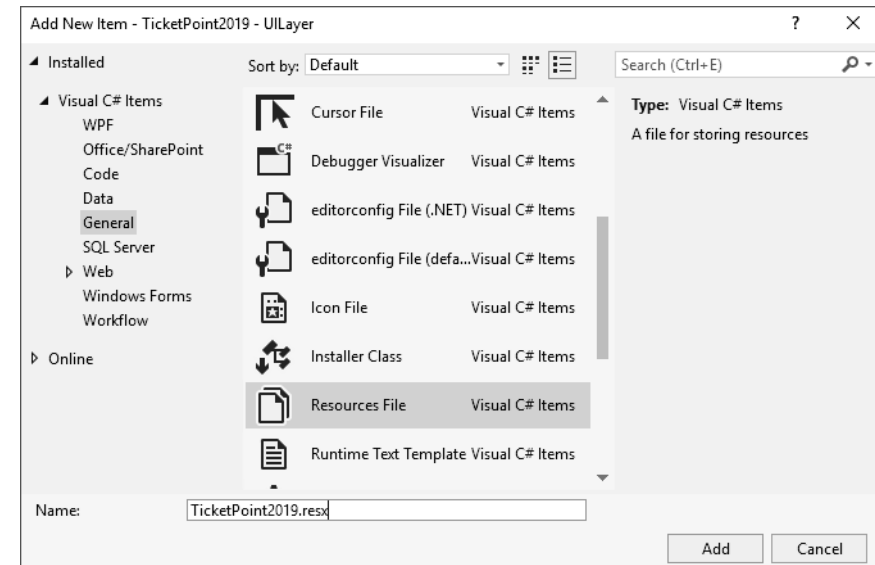 Add New Item - TicketPoint2019 - UILayer ? ×
Installed
Visual C# Items
WPF
Office/SharePoint
Code
Data
General
SQL Server
Web
Windows Forms
Workflow
Online
Sort by: Default
Cursor File Visual C# Items
C#
Debugger Visualizer Visual C# Items
editorconfig File (.NET) Visual C# Items
editorconfig File (defa...Visual C# Items
Icon File Visual C# Items
Installer Class Visual C# Items
Resources File Visual C# Items
Runtime Text Template Visual C# Items
Search (Ctrl+E)
Type: Visual C# Items
A file for storing resources
Name: TicketPoint2019.resx
Add Cancel